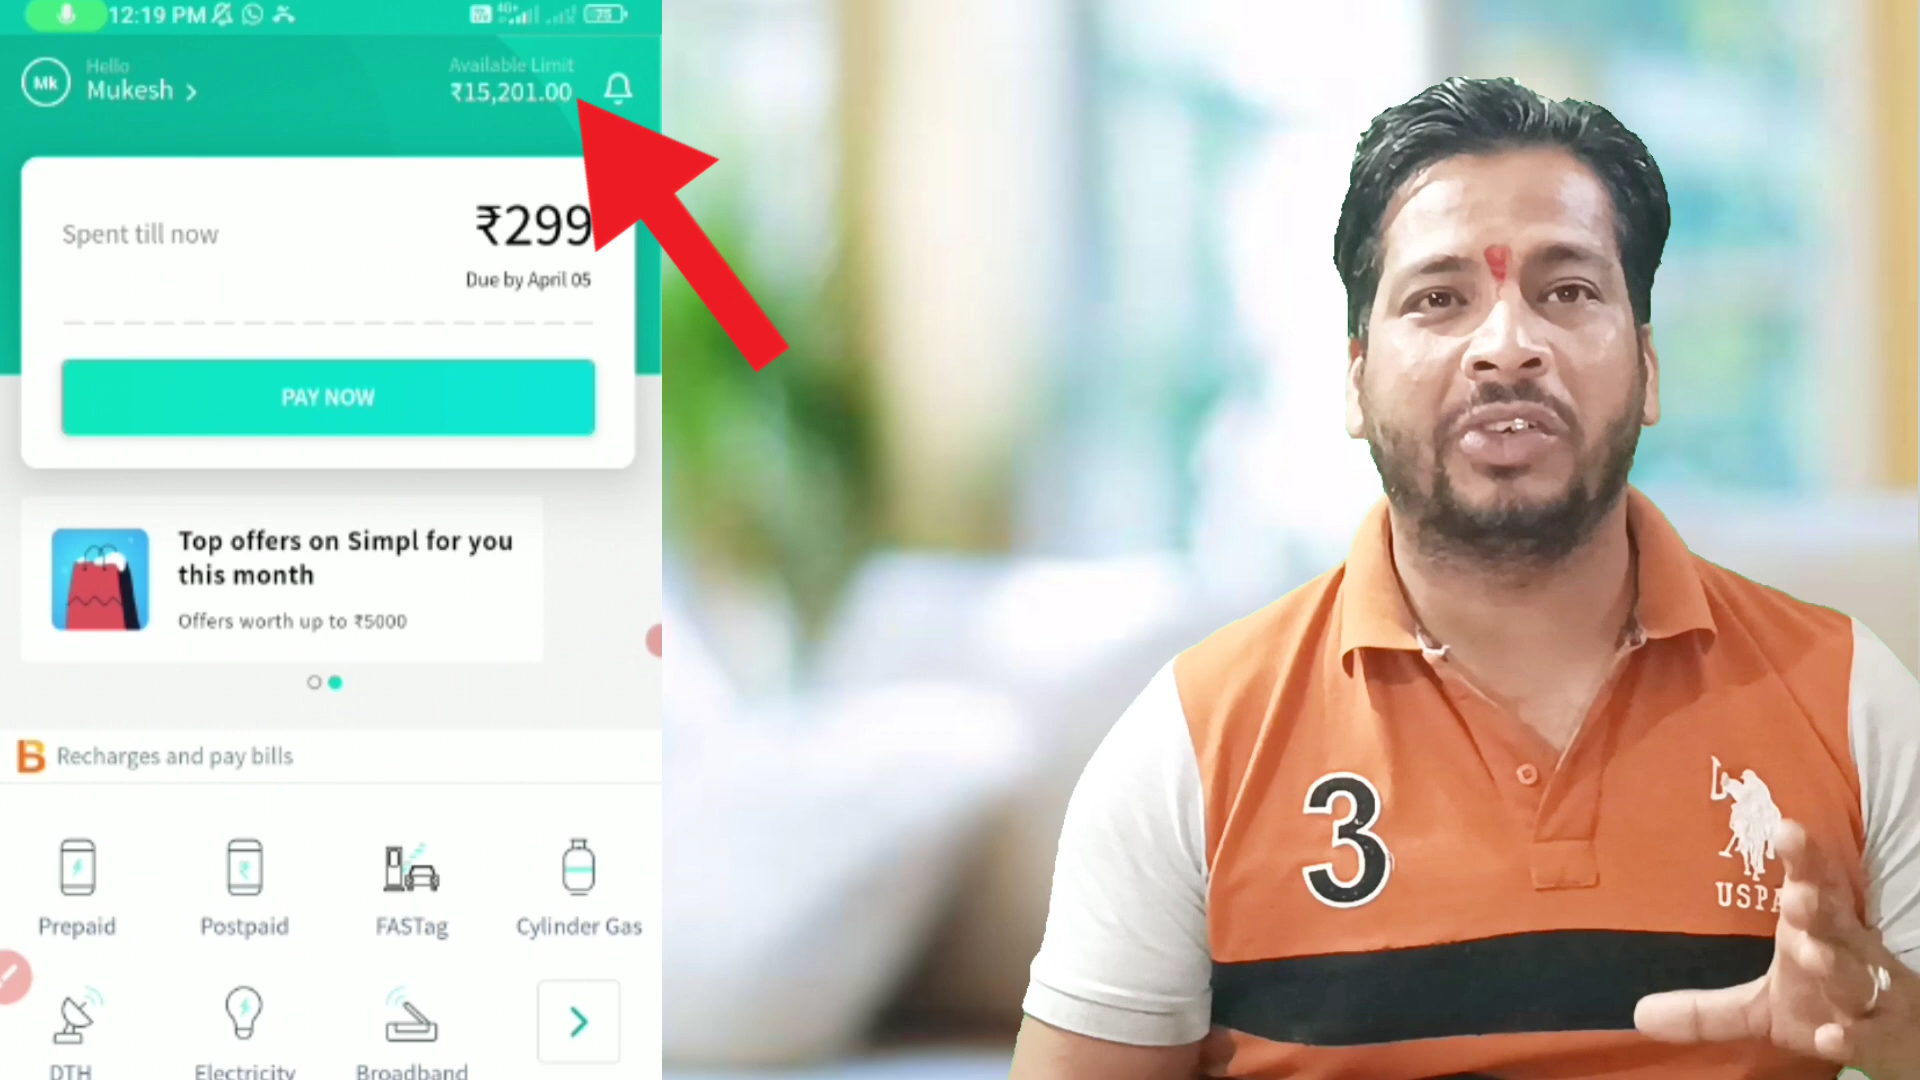 12:19 PM
4G+
75
Hello
Mk
Mukesh >
Available Limit
₹15,201.00
Spent till now
₹299
Due by April 05
PAY NOW
Top offers on Simpl for you
this month
Offers worth up to ₹5000
B
Recharges and pay bills
Prepaid
Postpaid
FASTag
Cylinder Gas
DTH
Electricity
Broadband
3
USPA